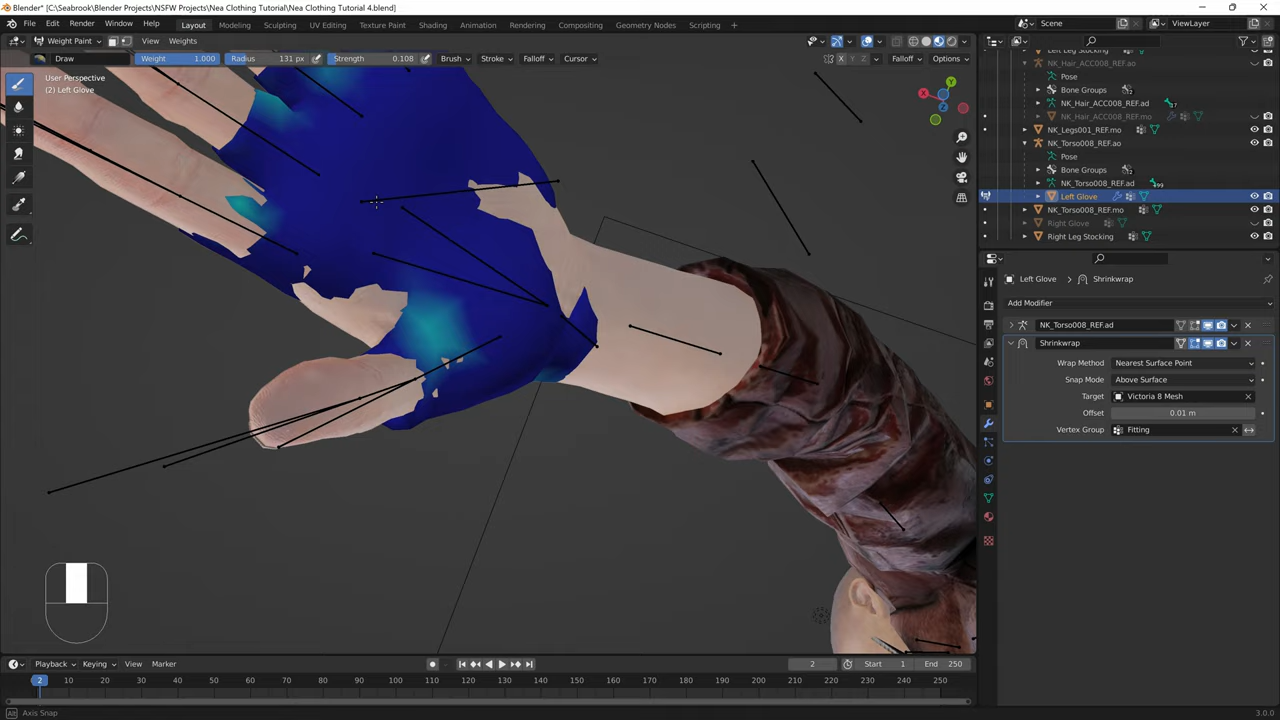 Blender* [C:\Seabrook\Blender Projects\NSFW Projects\Nea Clothing Tutorial\Nea Clothing Tutorial 4.blend]
File Edit Render Window Help Layout Modeling Sculpting UV Editing Texture Paint Shading Animation Rendering Compositing Geometry Nodes Scripting + Scene ViewLayer
Weight Paint View Weights
Draw Weight 1.000 Radius 131 px Strength 0.108 Brush Stroke Falloff Cursor X Y Z Falloff Options
User Perspective
(2) Left Glove
X Y Z
Left Leg Stocking
NK_Hair_ACC008_REF.ao
Pose
Bone Groups
NK_Hair_ACC008_REF.ad
NK_Hair_ACC008_REF.mo
NK_Legs001_REF.mo
NK_Torso008_REF.ao
Pose
Bone Groups
NK_Torso008_REF.ad
Left Glove
NK_Torso008_REF.mo
Right Glove
Right Leg Stocking
Left Glove > Shrinkwrap
Add Modifier
NK_Torso008_REF.ad
Shrinkwrap
Wrap Method Nearest Surface Point
Snap Mode Above Surface
Target Victoria 8 Mesh
Offset 0.01 m
Vertex Group Fitting
Playback Keying View Marker 2 Start 1 End 250
2 10 20 30 40 50 60 70 80 90 100 110 120 130 140 150 160 170 180 190 200 210 220 230 240 250
Axis Snap 3.0.0